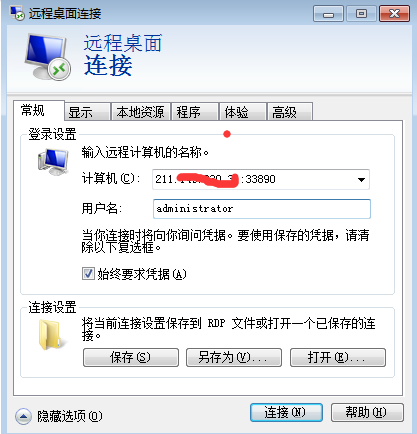 远程桌面连接
远程桌面
连接
常规 显示 本地资源 程序 体验 高级
登录设置
输入远程计算机的名称。
计算机(C): 211. :33890
用户名: administrator
当你连接时将向你询问凭据。要使用保存的凭据，请清
除以下复选框。
始终要求凭据(A)
连接设置
将当前连接设置保存到 RDP 文件或打开一个已保存的连
接。
保存(S) 另存为(V)... 打开(E)...
隐藏选项(O) 连接(N) 帮助(H)